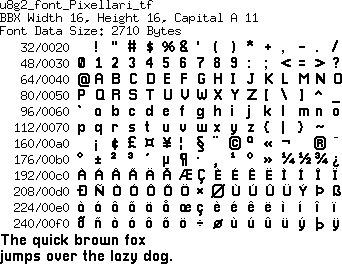 u8g2_font_Pixellari_tf
BBX Width 16, Height 16, Capital A 11
Font Data Size: 2710 Bytes
32/0020 ! " # $ % & ' ( ) * + , - . /
48/0030 0 1 2 3 4 5 6 7 8 9 : ; < = > ?
64/0040 @ A B C D E F G H I J K L M N O
80/0050 P Q R S T U V W X Y Z [ \ ] ^ _
96/0060 ` a b c d e f g h i j k l m n o
112/0070 p q r s t u v w x y z { | } ~
160/00a0 ¡ ¢ £ ¤ ¥ ¦ § ¨ © ª « ¬ ® ¯
176/00b0 ° ± ² ³ ´ µ ¶ · ¸ ¹ º » ¼ ½ ¾ ¿
192/00c0 À Á Â Ã Ä Å Æ Ç È É Ê Ë Ì Í Î Ï
208/00d0 Ð Ñ Ò Ó Ô Õ Ö × Ø Ù Ú Û Ü Ý Þ ß
224/00e0 à á â ã ä å æ ç è é ê ë ì í î ï
240/00f0 ð ñ ò ó ô õ ö ÷ ø ù ú û ü ý þ ÿ
The quick brown fox
jumps over the lazy dog.